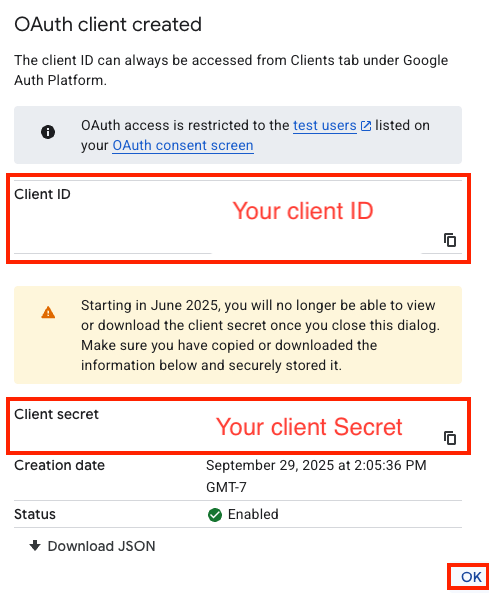 OAuth client created
The client ID can always be accessed from Clients tab under Google
Auth Platform.
OAuth access is restricted to the test users listed on
your OAuth consent screen
Client ID
Your client ID
Starting in June 2025, you will no longer be able to view
or download the client secret once you close this dialog.
Make sure you have copied or downloaded the
information below and securely stored it.
Client secret
Your client Secret
Creation date
September 29, 2025 at 2:05:36 PM
GMT-7
Status
Enabled
Download JSON
OK